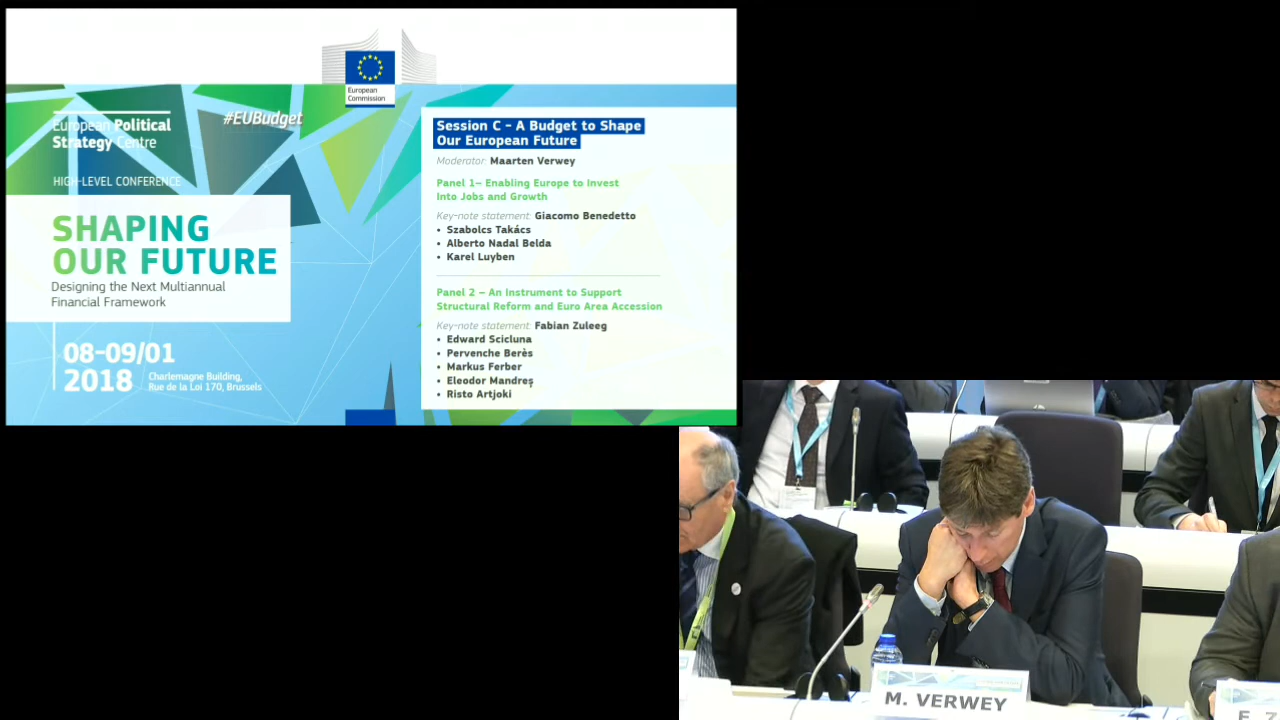 European
Commission
European Political
Strategy Centre
#EUBudget
HIGH-LEVEL CONFERENCE
SHAPING
OUR FUTURE
Designing the Next Multiannual
Financial Framework
08-09/01
2018
Charlemagne Building,
Rue de la Loi 170, Brussels
Session C - A Budget to Shape
Our European Future
Moderator: Maarten Verwey
Panel 1– Enabling Europe to Invest
Into Jobs and Growth
Key-note statement: Giacomo Benedetto
• Szabolcs Takács
• Alberto Nadal Belda
• Karel Luyben
Panel 2 – An Instrument to Support
Structural Reform and Euro Area Accession
Key-note statement: Fabian Zuleeg
• Edward Scicluna
• Pervenche Berès
• Markus Ferber
• Eleodor Mandreş
• Risto Artjoki
M. VERWEY